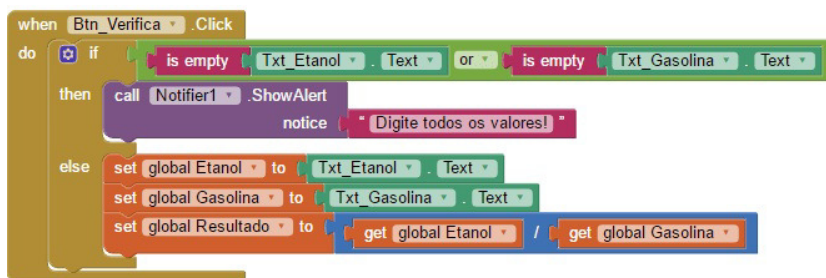 when Btn_Verifica .Click
do if is empty Txt_Etanol . Text or is empty Txt_Gasolina . Text
then call Notifier1 .ShowAlert
notice " Digite todos os valores! "
else set global Etanol to Txt_Etanol . Text
set global Gasolina to Txt_Gasolina . Text
set global Resultado to get global Etanol / get global Gasolina